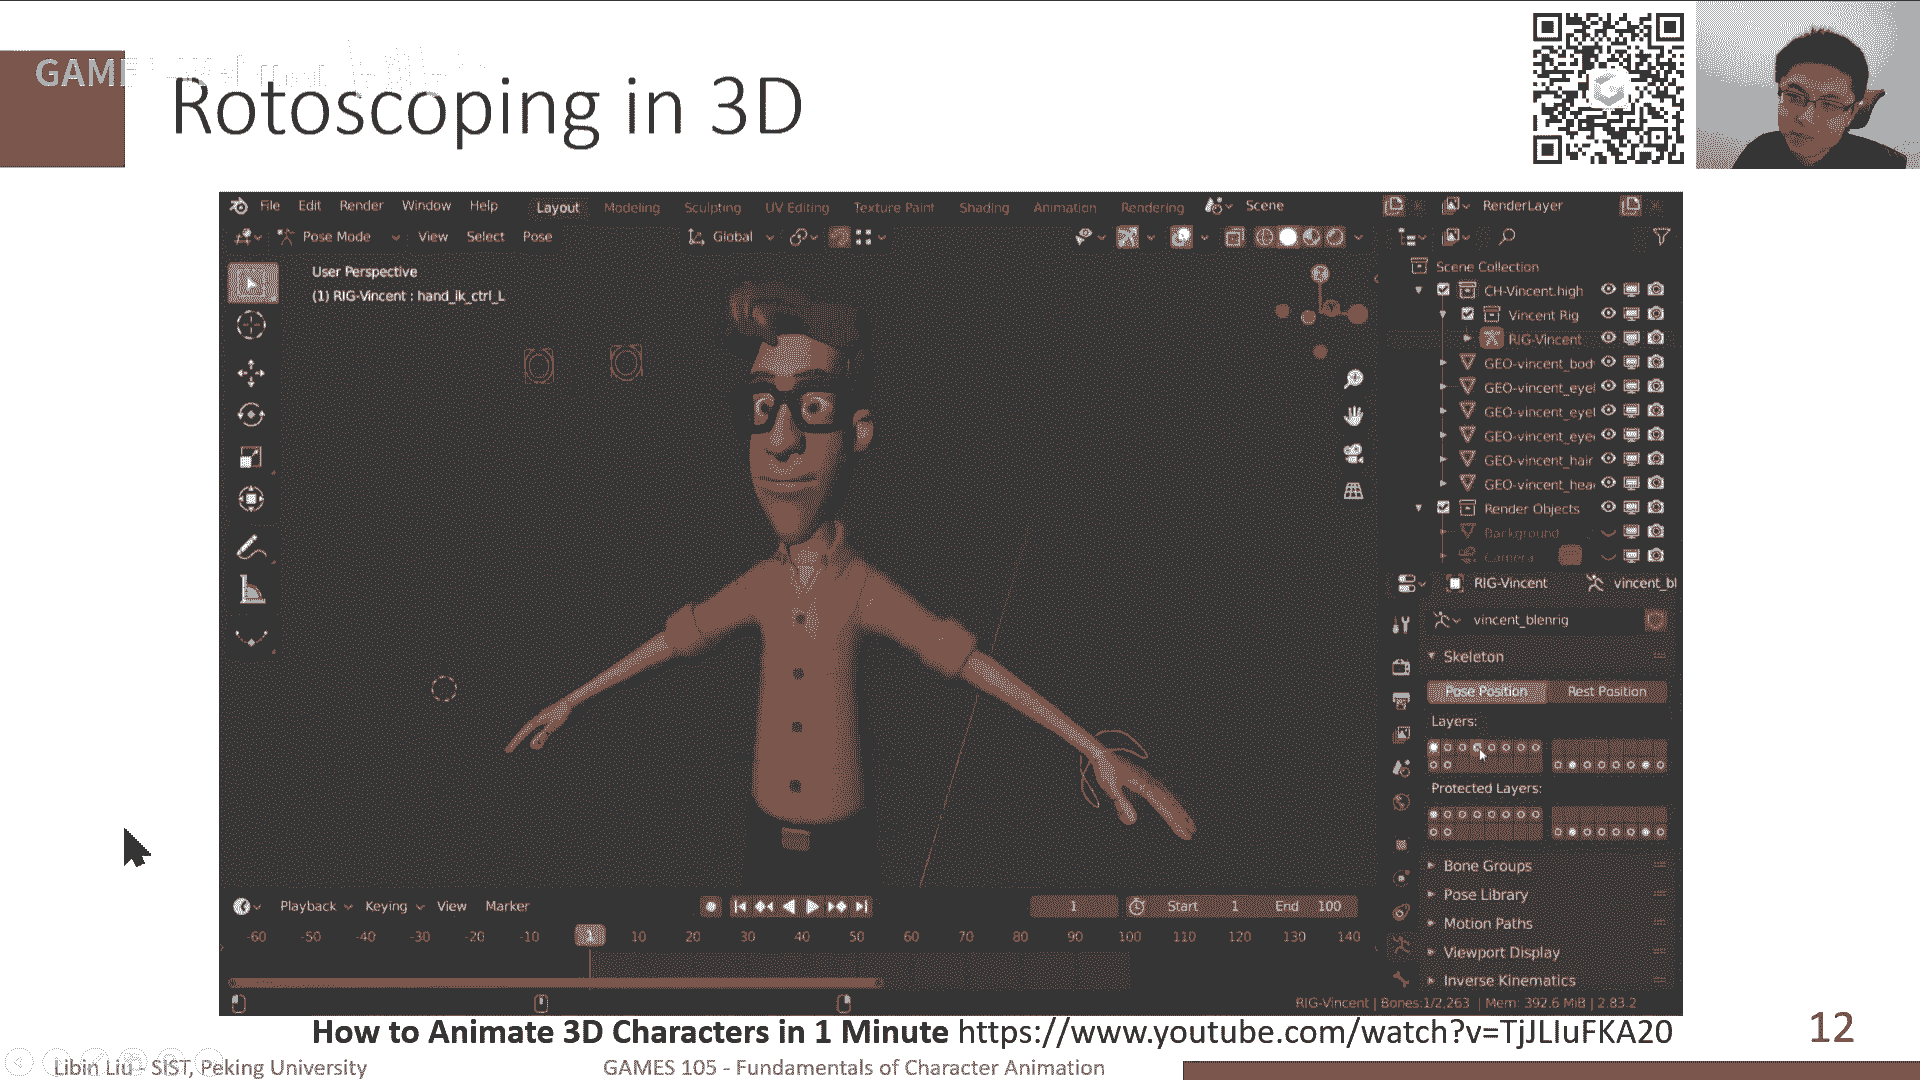 GAME
Rotoscoping in 3D
File Edit Render Window Help Layout Modeling Sculpting UV Editing Texture Paint Shading Animation Rendering Scene RenderLayer
Pose Mode View Select Pose Global
User Perspective
(1) RIG-Vincent : hand_ik_ctrl_L
Scene Collection
CH-Vincent.high
Vincent Rig
RIG-Vincent
GEO-vincent_bod
GEO-vincent_eyel
GEO-vincent_eyel
GEO-vincent_eye
GEO-vincent_hair
GEO-vincent_hea
Render Objects
Background
Camera
RIG-Vincent vincent_bl
vincent_blenrig
Skeleton
Pose Position Rest Position
Layers:
Protected Layers:
Bone Groups
Pose Library
Motion Paths
Viewport Display
Inverse Kinematics
Playback Keying View Marker 1 Start 1 End 100
-60 -50 -40 -30 -20 -10 1 10 20 30 40 50 60 70 80 90 100 110 120 130 140
RIG-Vincent | Bones:1/2,263 | Mem: 392.6 MiB | 2.83.2
How to Animate 3D Characters in 1 Minute https://www.youtube.com/watch?v=TjJLIuFKA20
12
Libin Liu - SIST, Peking University
GAMES 105 - Fundamentals of Character Animation